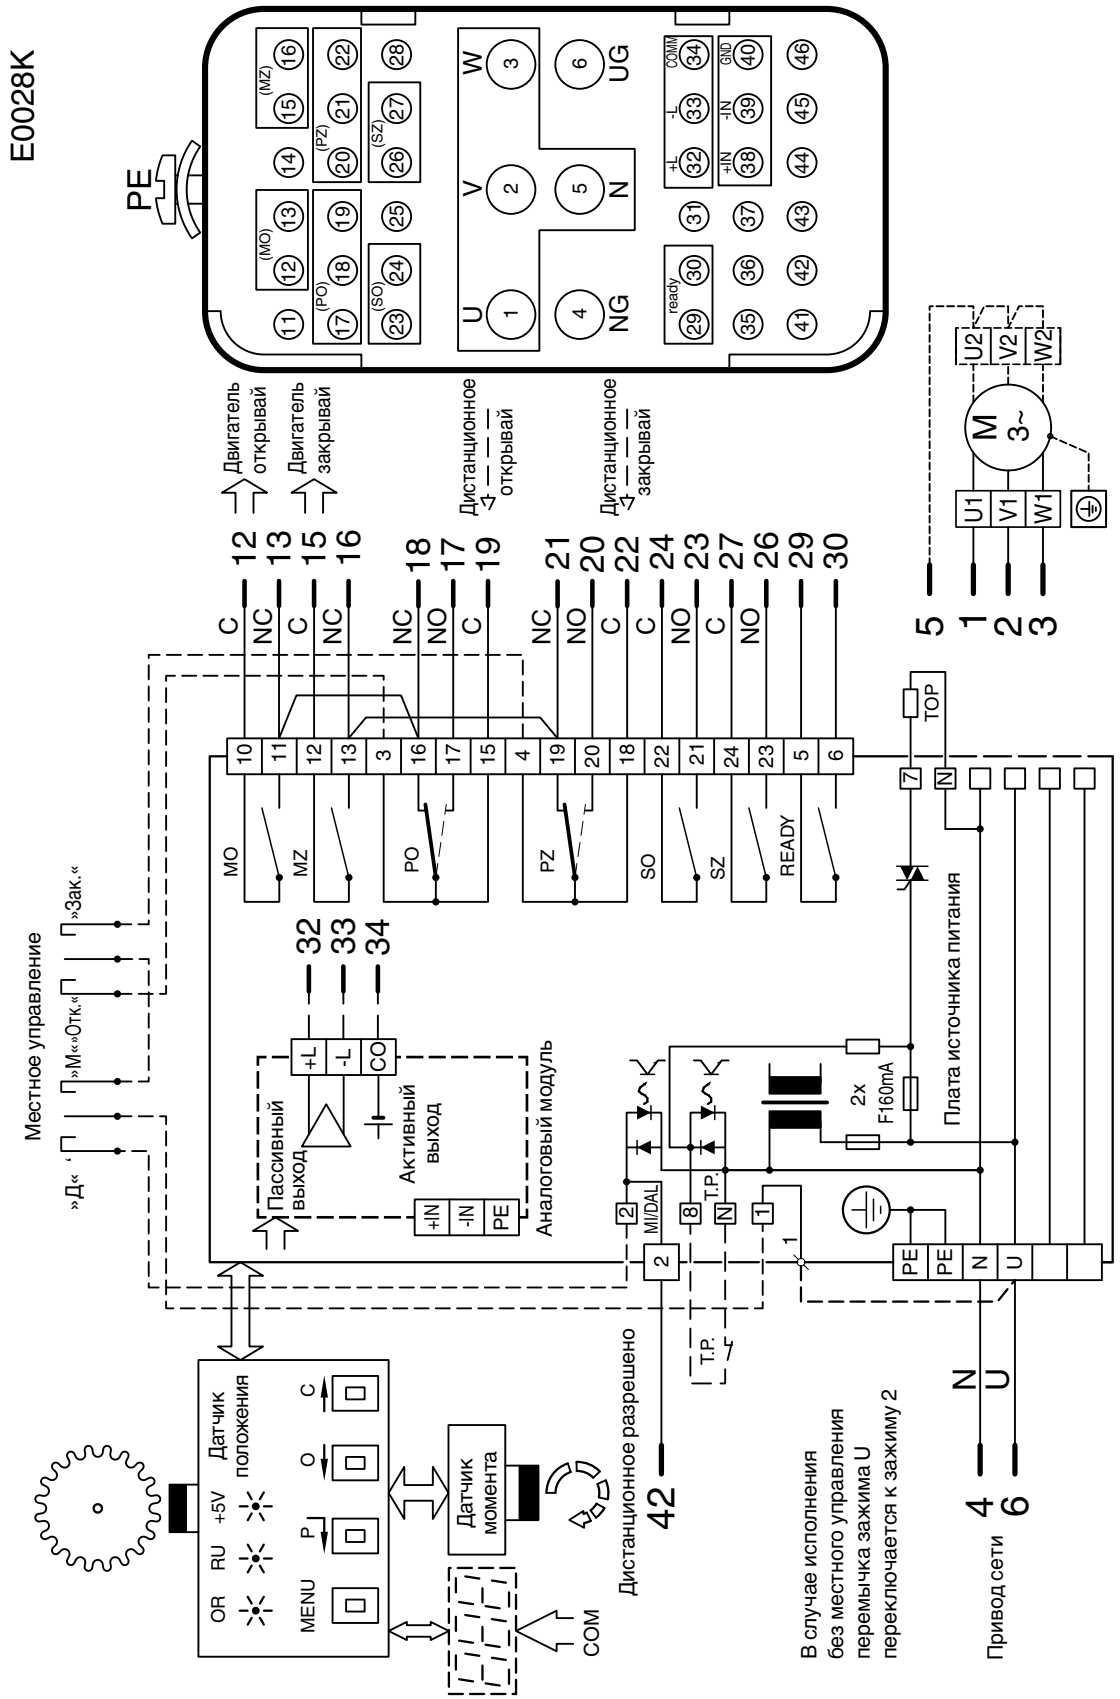 E0028K
PE
11
12
13
14
15
16
(MO)
(MZ)
17
18
19
20
21
22
(PO)
(PZ)
23
24
25
26
27
28
(SO)
(SZ)
U
V
W
1
2
3
4
5
6
NG
N
UG
ready
+L
-L
COMM
29
30
31
32
33
34
+IN
-IN
GND
35
36
37
38
39
40
41
42
43
44
45
46
Двигатель
открывай
Двигатель
закрывай
Дистанционное
открывай
Дистанционное
закрывай
12
13
15
16
18
17
19
21
20
22
24
23
27
26
29
30
C
NC
C
NC
NC
NO
C
NC
NO
C
C
NO
C
NO
10
11
12
13
3
16
17
15
4
19
20
18
22
21
24
23
5
6
MO
MZ
PO
PZ
SO
SZ
READY
5
1
2
3
U1
V1
W1
M
3~
U2
V2
W2
TOP
7
N
Местное управление
»Д« ‘
»М«
»Отк.«
»Зак.«
32
33
34
+L
-L
CO
Пассивный
выход
Активный
выход
+IN
-IN
PE
Аналоговый модуль
2
MI/DAL
8
T.P.
N
1
2
1
2x
F160mA
Плата источника питания
PE
PE
N
U
Датчик
положения
OR
RU
+5V
MENU
P
O
C
Датчик
момента
COM
Дистанционное разрешено
42
T.P.
N
U
4
6
В случае исполнения
без местного управления
перемычка зажима U
переключается к зажиму 2
Привод сети